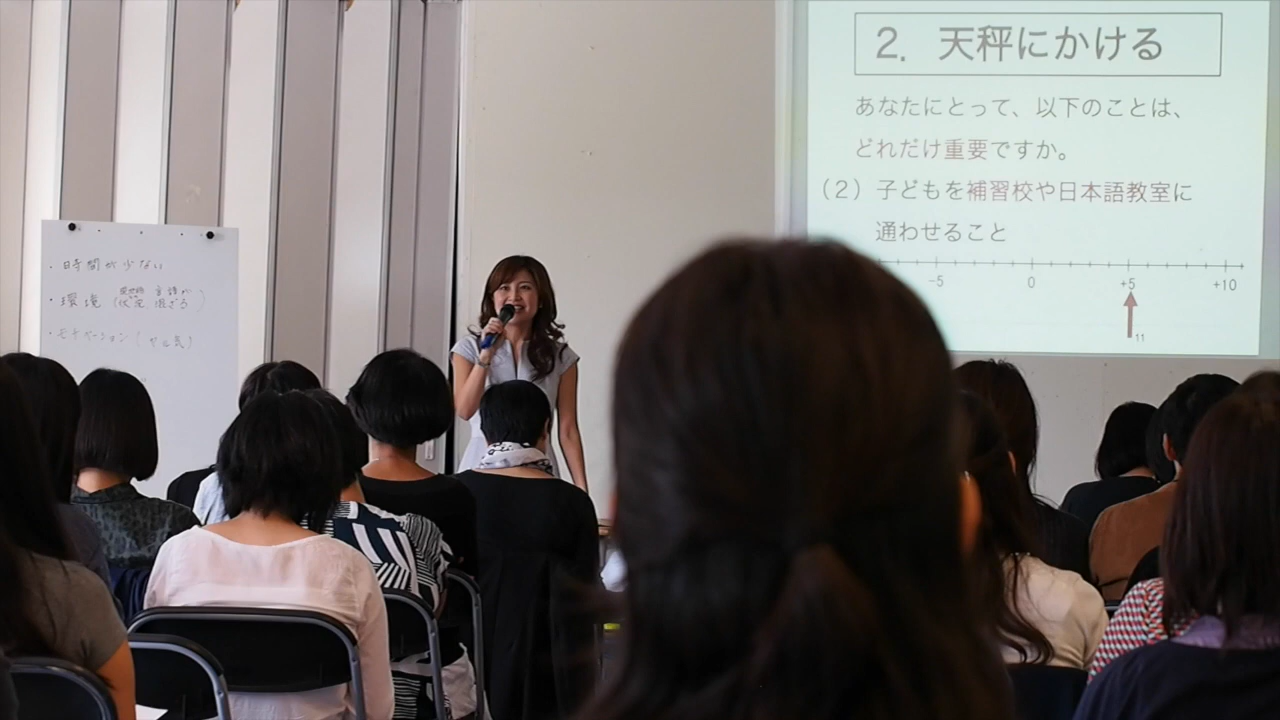 ・時間が少ない
・環境（
・モチベーション（ヤル気）
2. 天秤にかける
あなたにとって、以下のことは、
どれだけ重要ですか。
（2）子どもを補習校や日本語教室に
通わせること
-5 0 +5 +10
11